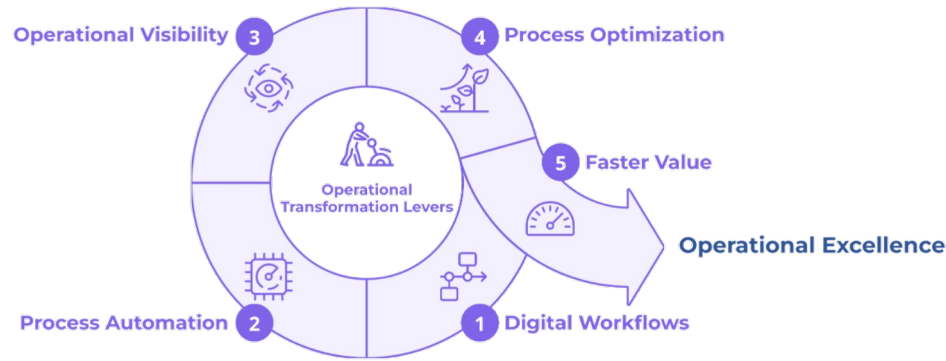 Operational Visibility 3
4 Process Optimization
5 Faster Value
Operational
Transformation Levers
Operational Excellence
Process Automation 2
1 Digital Workflows